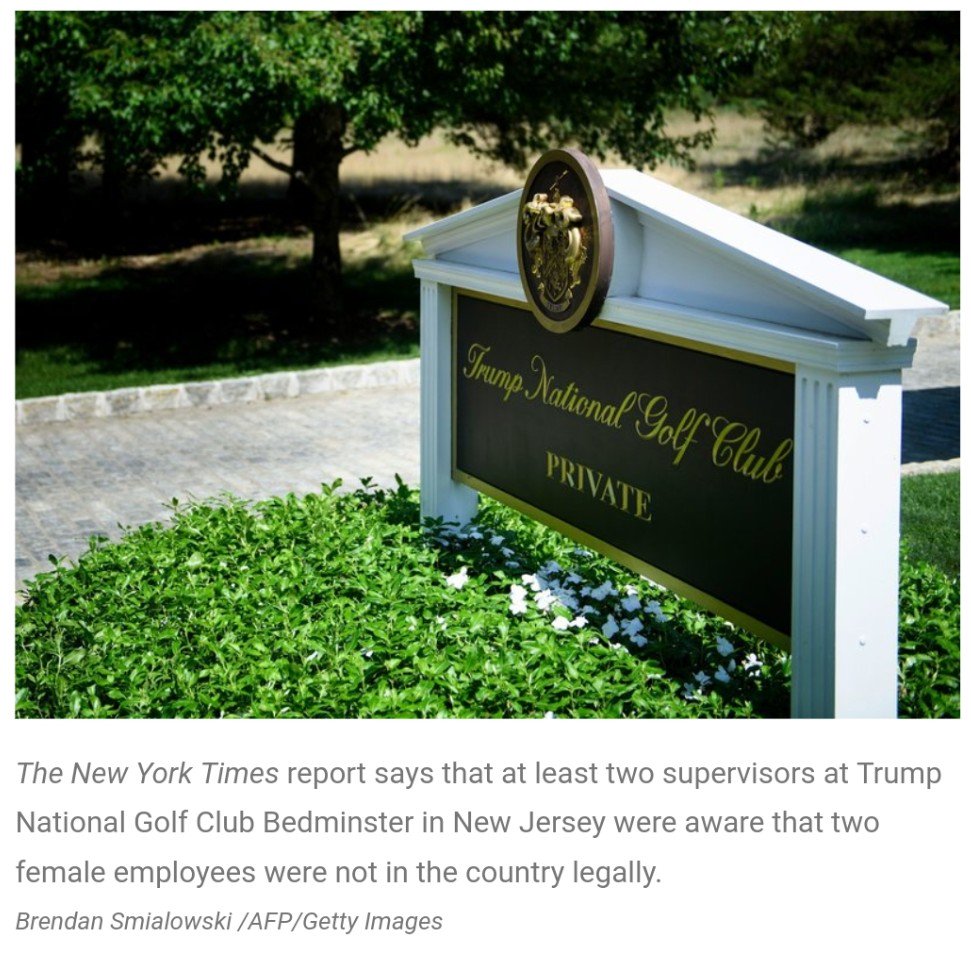 Trump National Golf Club
PRIVATE
The New York Times report says that at least two supervisors at Trump
National Golf Club Bedminster in New Jersey were aware that two
female employees were not in the country legally.
Brendan Smialowski /AFP/Getty Images